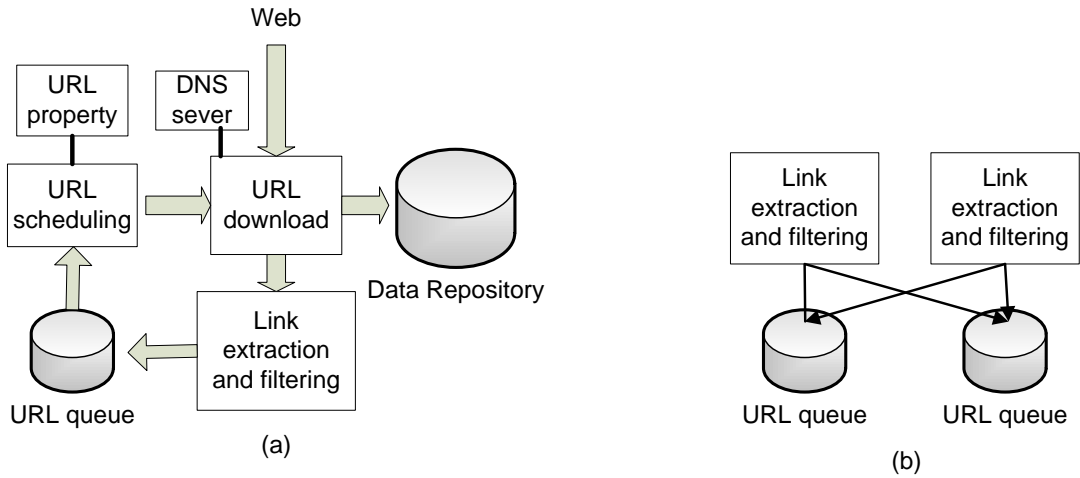 Web
URL
property
DNS
sever
URL
scheduling
URL
download
Data Repository
Link
extraction
and filtering
URL queue
(a)
Link
extraction
and filtering
Link
extraction
and filtering
URL queue
URL queue
(b)